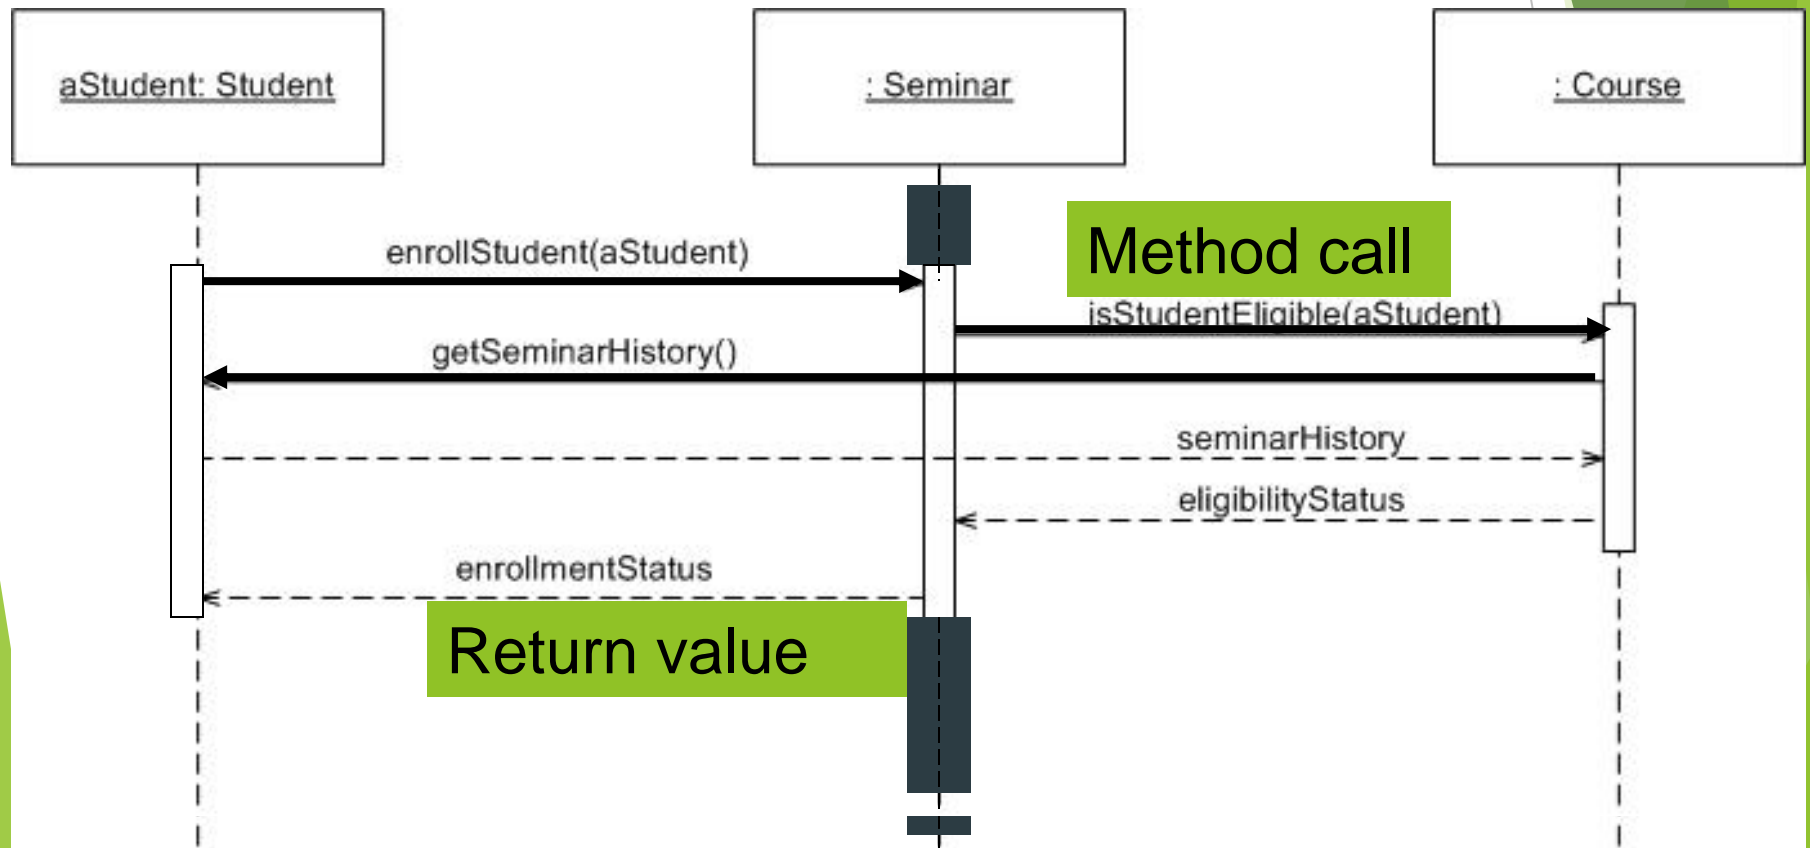 aStudent: Student
: Seminar
: Course
enrollStudent(aStudent)
Method call
isStudentEligible(aStudent)
getSeminarHistory()
seminarHistory
eligibilityStatus
enrollmentStatus
Return value